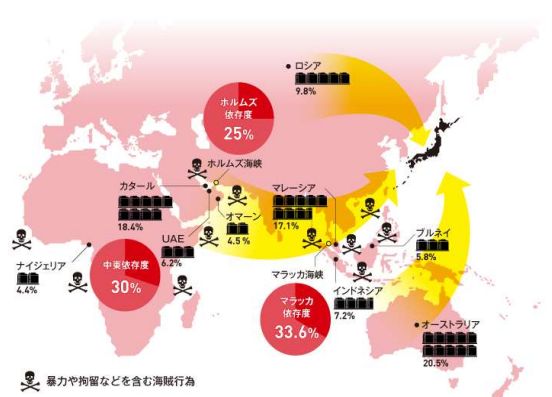 ロシア
9.8%
ホルムズ
依存度
25%
ホルムズ海峡
カタール
18.4%
UAE
6.2%
オマーン
4.5%
マレーシア
17.1%
ブルネイ
5.8%
ナイジェリア
4.4%
中東依存度
30%
マラッカ海峡
マラッカ
依存度
33.6%
インドネシア
7.2%
オーストラリア
20.5%
暴力や拘留などを含む海賊行為